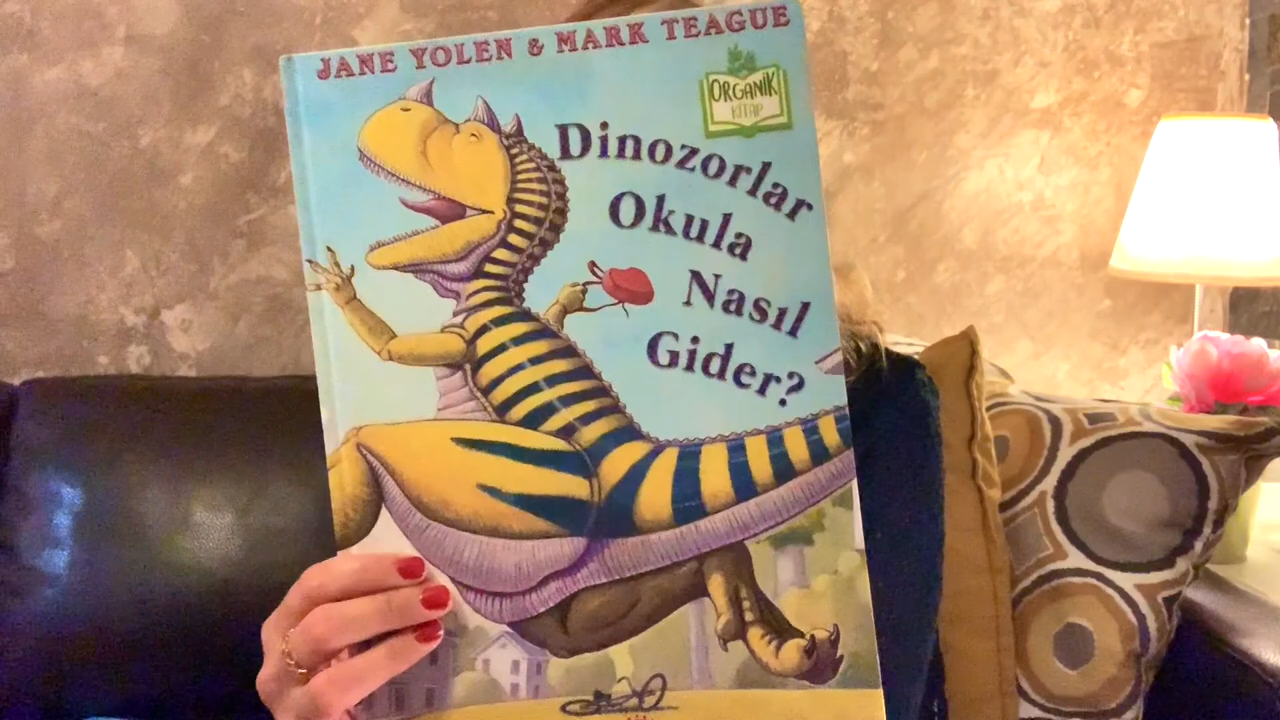 JANE YOLEN & MARK TEAGUE
ORGANİK
KİTAP
Dinozorlar
Okula
Nasıl
Gider?